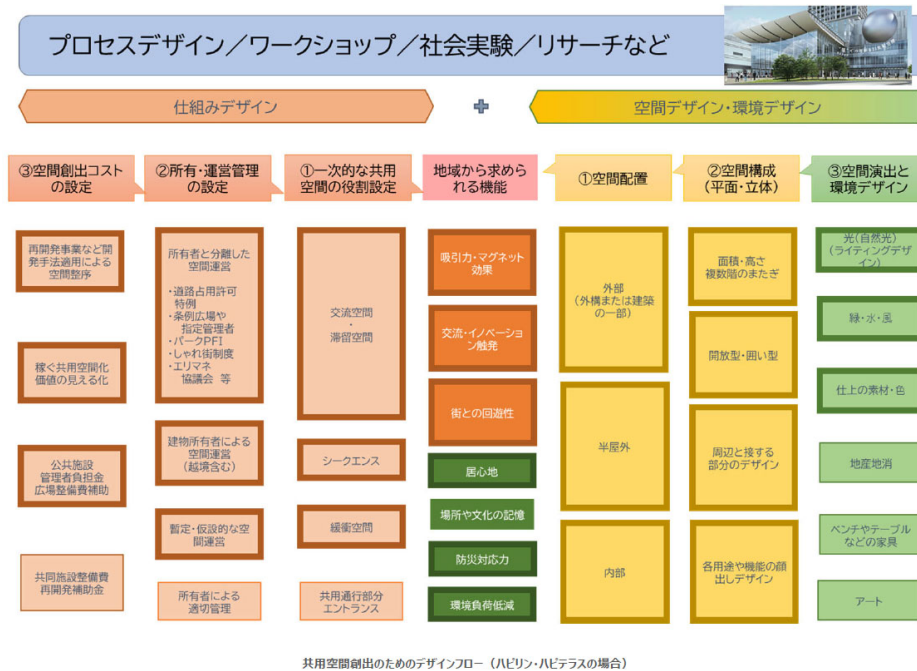 プロセスデザイン／ワークショップ／社会実験／リサーチなど
仕組みデザイン
+
空間デザイン・環境デザイン
③空間創出コスト
の設定
②所有・運営管理
の設定
①一次的な共用
空間の役割設定
地域から求めら
れる機能
①空間配置
②空間構成
(平面・立体)
③空間演出と
環境デザイン
再開発事業など開
発手法適用による
空間整序
稼ぐ共用空間化
価値の見える化
公共施設
管理者負担金
広場整備費補助
共同施設整備費
再開発補助金
所有者と分離した
空間運営
・道路占用許可
特例
・条例広場や
指定管理者
・パークPFI
・しゃれ街制度
・エリマネ
協議会 等
建物所有者による
空間運営
(越境含む)
暫定・仮設的な空
間運営
所有者による
適切管理
交流空間
・
滞留空間
シークエンス
緩衝空間
共用通行部分
エントランス
吸引力・マグネット
効果
交流・イノベーショ
ン触発
街との回遊性
居心地
場所や文化の記憶
防災対応力
環境負荷低減
外部
(外構または建築
の一部)
半屋外
内部
面積・高さ
複数階のまたぎ
開放型・囲い型
周辺と接する
部分のデザイン
各用途や機能の顔
出しデザイン
光(自然光)
(ライティングデザ
イン)
緑・水・風
仕上の素材・色
地産地消
ベンチやテーブル
などの家具
アート
共用空間創出のためのデザインフロー（ハピリン・ハピテラスの場合）